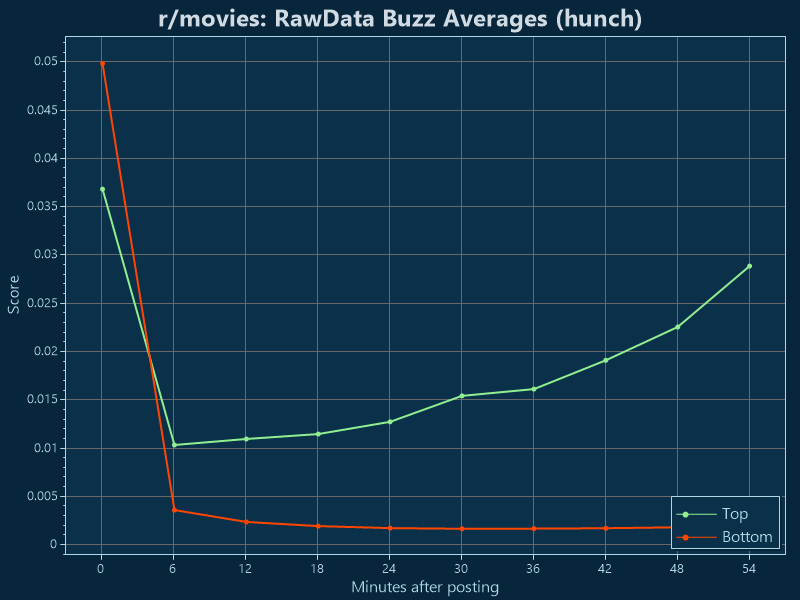 r/movies: RawData Buzz Averages (hunch)
0.05
0.045
0.04
0.035
0.03
0.025
0.02
0.015
0.01
0.005
0
Score
Top
Bottom
0 6 12 18 24 30 36 42 48 54
Minutes after posting